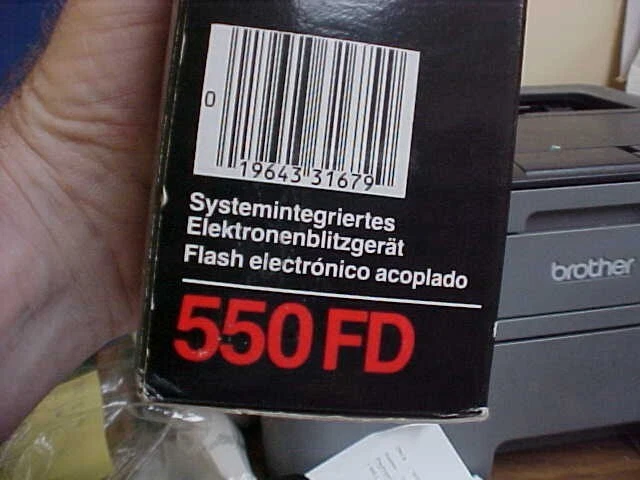 0
19643 31679
Systemintegriertes
Elektronenblitzgerät
Flash electrónico acoplado
550 FD
brother